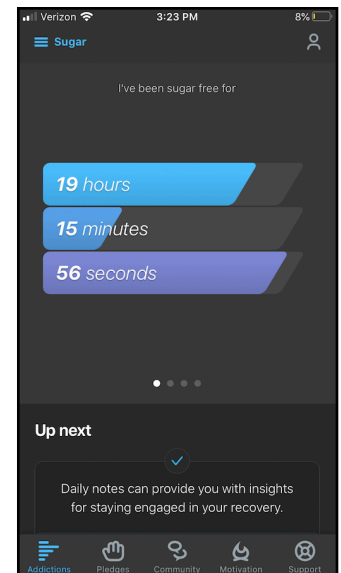 Verizon 3:23 PM 8%
Sugar
I've been sugar free for
19 hours
15 minutes
56 seconds
Up next
Daily notes can provide you with insights
for staying engaged in your recovery.
Addictions Pledges Community Motivation Support